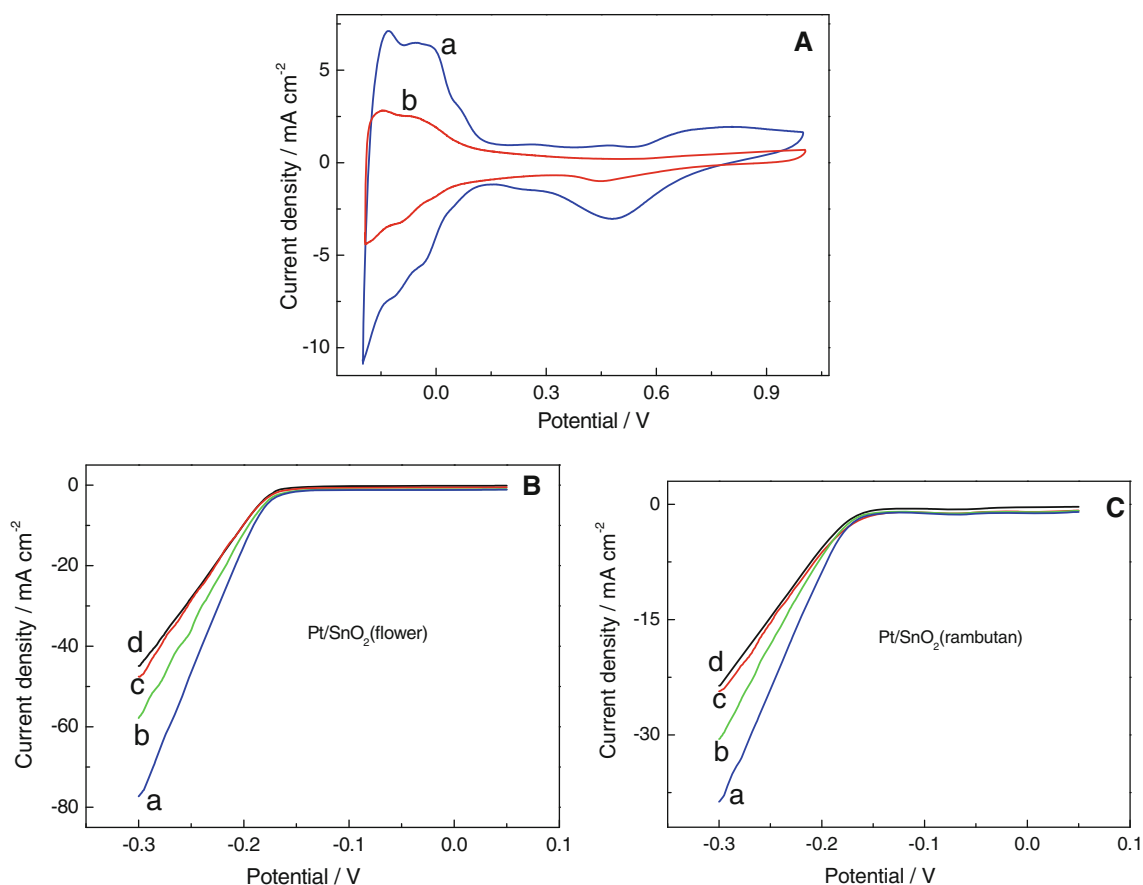 A
a
b
5
0
-5
-10
Current density / mA cm⁻²
0.0 0.3 0.6 0.9
Potential / V
B
0
-20
-40
-60
-80
Current density / mA cm⁻²
Pt/SnO₂(flower)
d
c
b
a
-0.3 -0.2 -0.1 0.0 0.1
Potential / V
C
0
-15
-30
Current density / mA cm⁻²
Pt/SnO₂(rambutan)
d
c
b
a
-0.3 -0.2 -0.1 0.0 0.1
Potential / V